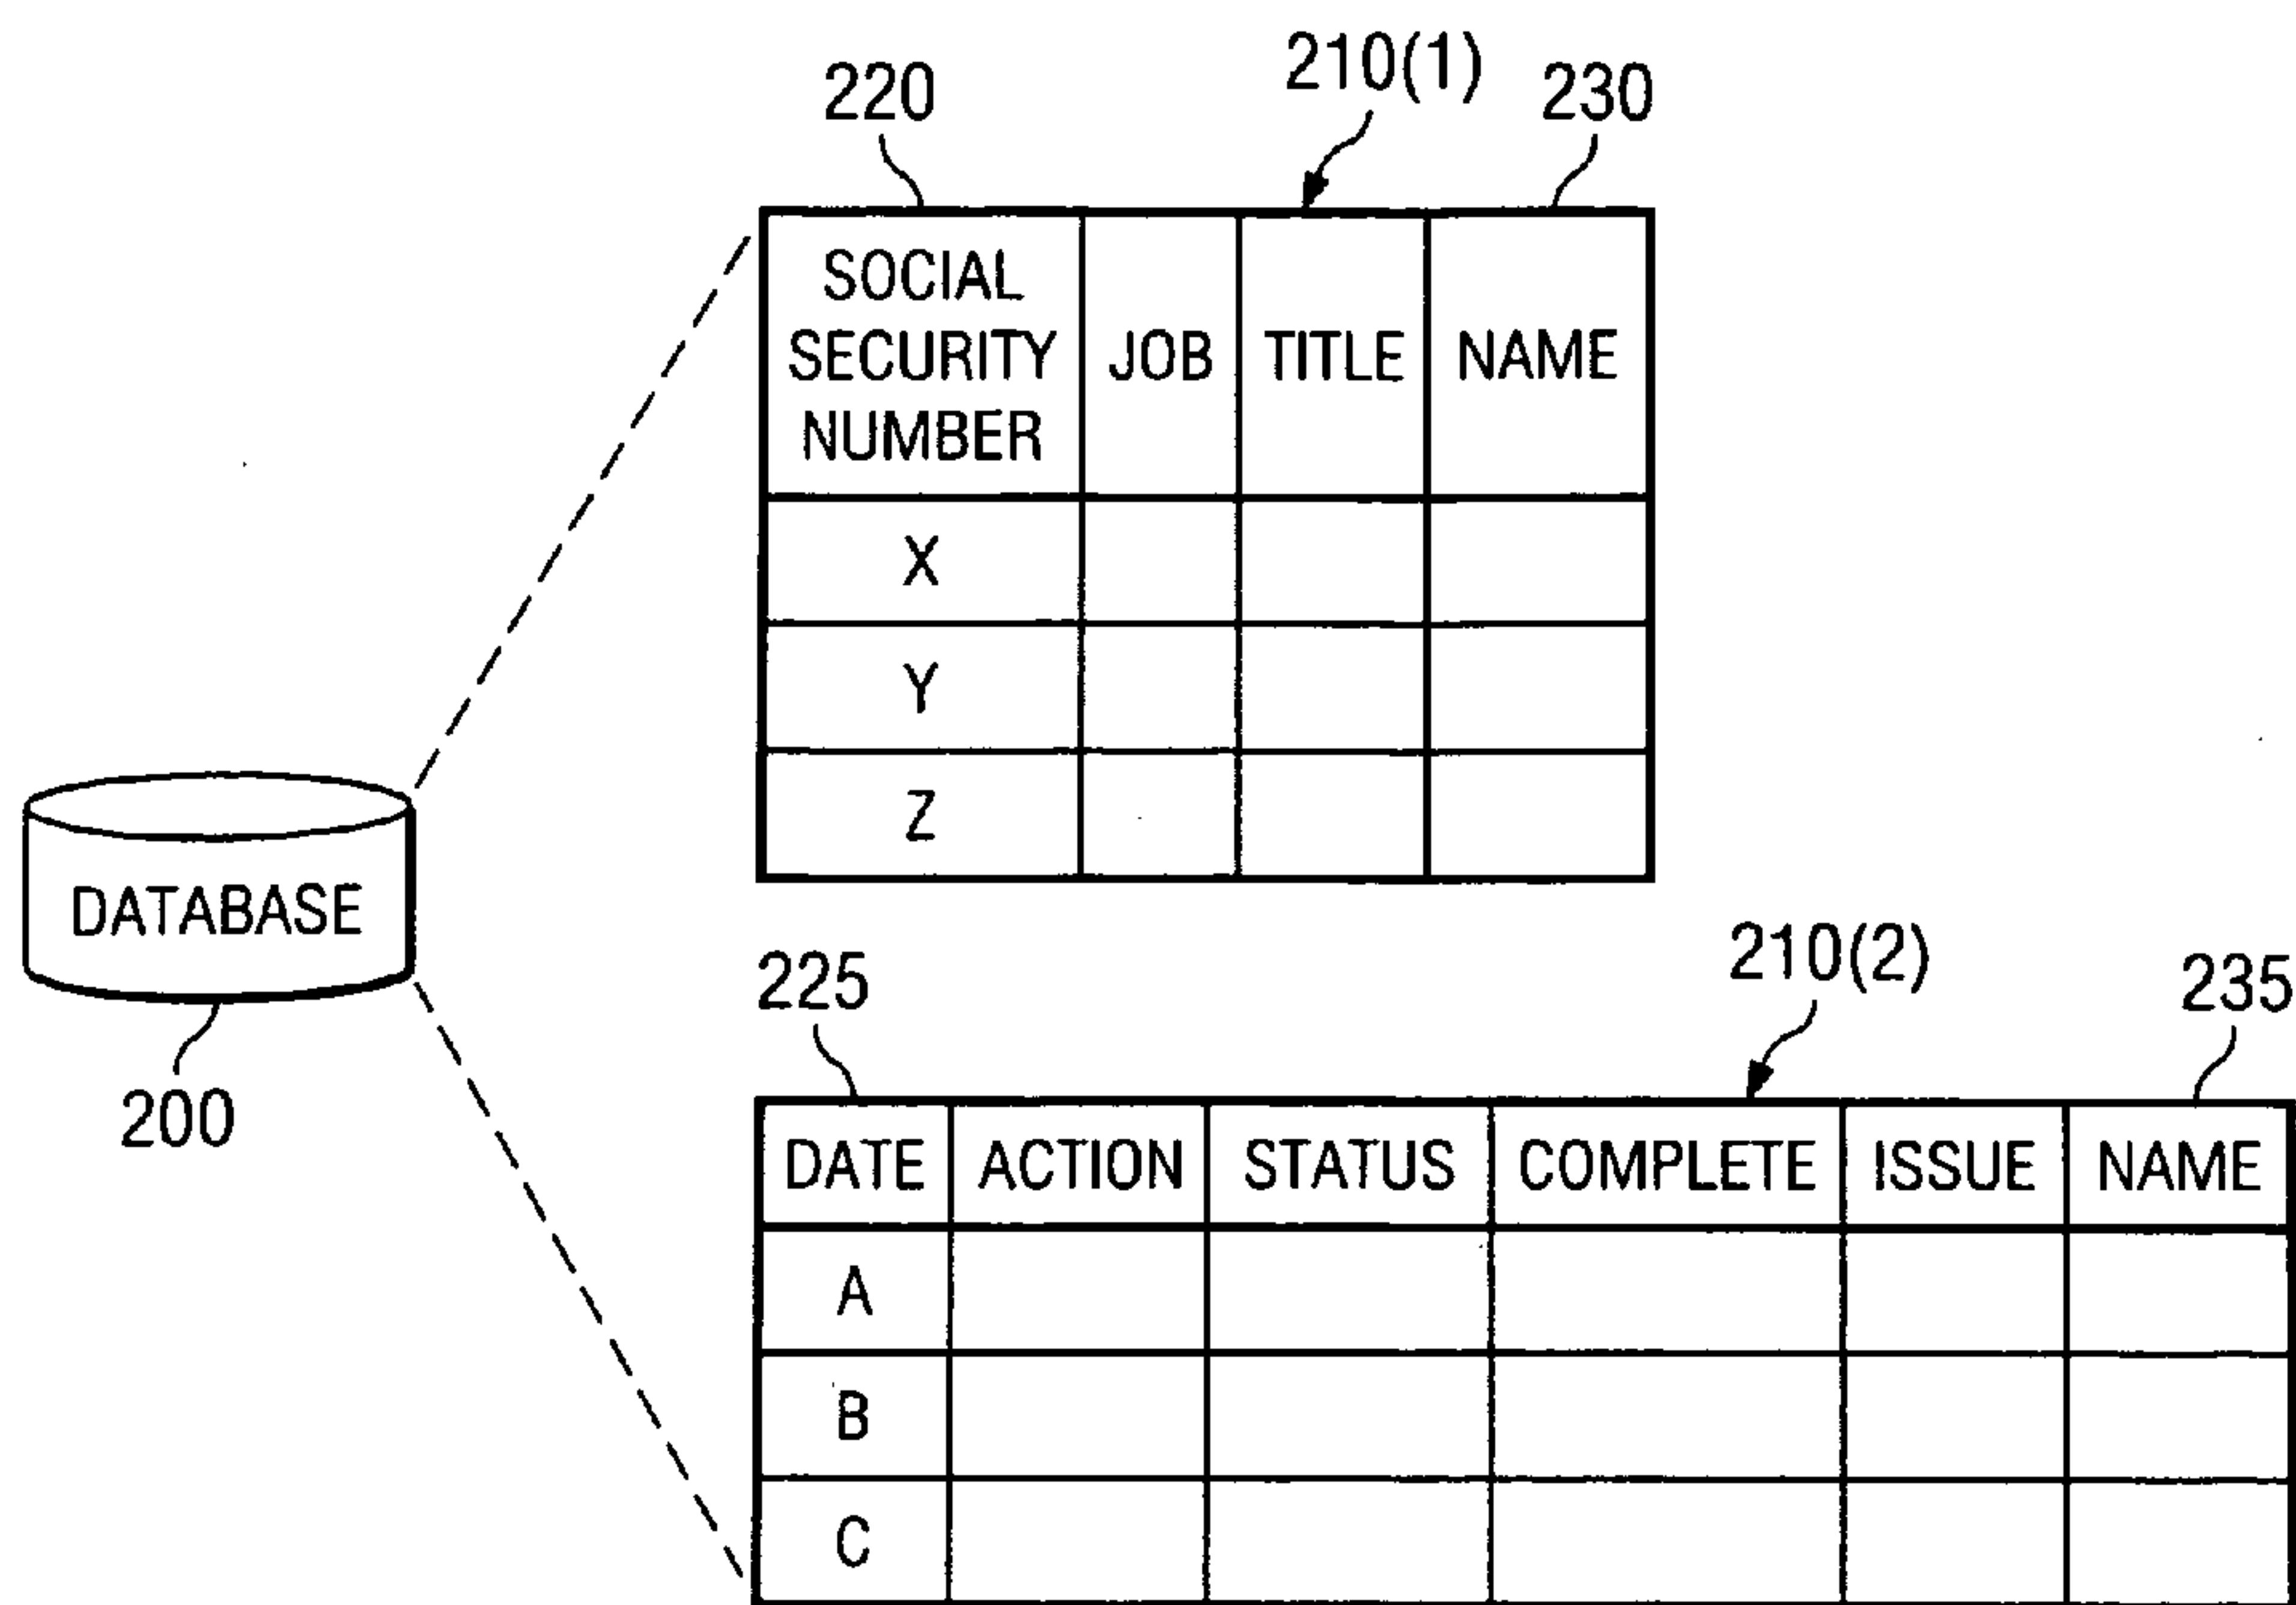 220
210(1)
230
SOCIAL
SECURITY
NUMBER
JOB
TITLE
NAME
X
Y
Z
DATABASE
200
225
210(2)
235
DATE
ACTION
STATUS
COMPLETE
ISSUE
NAME
A
B
C